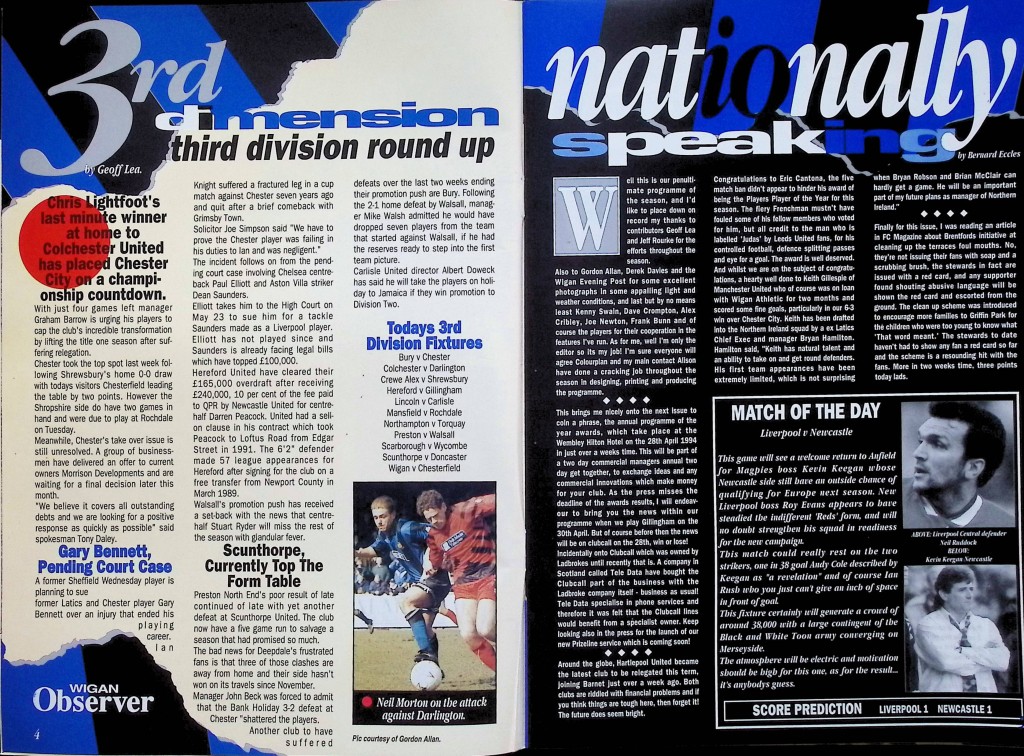 3rd
dimension
third division round up
by Geoff Lea.
Chris Lightfoot's
last minute winner
at home to
Colchester United
has placed Chester
City on a champi-
onship countdown.
With just four games left manager
Graham Barrow is urging his players to
cap the club's incredible transformation
by lifting the title one season after suf-
fering relegation.
Chester took the top spot last week fol-
lowing Shrewsbury's home 0-0 draw
with todays visitors Chesterfield leading
the table by two points. However the
Shropshire side do have two games in
hand and were due to play at Rochdale
on Tuesday.
Meanwhile, Chester's take over issue is
still unresolved. A group of business-
men have delivered an offer to current
owners Morrison Developments and are
waiting for a final decision later this
month.
"We believe it covers all outstanding
debts and we are looking for a positive
response as quickly as possible" said
spokesman Tony Daley.
Gary Bennett,
Pending Court Case
A former Sheffield Wednesday player is
planning to sue
former Latics and Chester player Gary
Bennett over an injury that ended his
playing
career.
Ian
WIGAN
Observer
4
Knight suffered a fractured leg in a cup
match against Chester seven years ago
and quit after a brief comeback with
Grimsby Town.
Solicitor Joe Simpson said "We have to
prove the Chester player was failing in
his duties to Ian and was negligent."
The incident follows on from the pend-
ing court case involving Chelsea centre-
back Paul Elliott and Aston Villa striker
Dean Saunders.
Elliott takes him to the High Court on
May 23 to sue him for a tackle
Saunders made as a Liverpool player.
Elliott has not played since and
Saunders is already facing legal bills
which have topped £100,000.
Hereford United have cleared their
£165,000 overdraft after receiving
£240,000, 10 per cent of the fee paid
to QPR by Newcastle United for centre-
half Darren Peacock. United had a sell-
on clause in his contract which took
Peacock to Loftus Road from Edgar
Street in 1991. The 6'2" defender
made 57 league appearances for
Hereford after signing for the club on a
free transfer from Newport County in
March 1989.
Walsall's promotion push has received
a set-back with the news that centre-
half Stuart Ryder will miss the rest of
the season with glandular fever.
Scunthorpe,
Currently Top The
Form Table
Preston North End's poor result of late
continued of late with yet another
defeat at Scunthorpe United. The club
now have a five game run to salvage a
season that had promised so much.
The bad news for Deepdale's frustrated
fans is that three of those clashes are
away from home and their side hasn't
won on its travels since November.
Manager John Beck was forced to admit
that the Bank Holiday 3-2 defeat at
Chester "shattered the players.
Another club to have
suffered
defeats over the last two weeks ending
their promotion push are Bury. Following
the 2-1 home defeat by Walsall, manag-
er Mike Walsh admitted he would have
dropped seven players from the team
that started against Walsall, if he had
the reserves ready to step into the first
team picture.
Carlisle United director Albert Doweck
has said he will take the players on holi-
day to Jamaica if they win promotion to
Division Two.
Todays 3rd
Division Fixtures
Bury v Chester
Colchester v Darlington
Crewe Alex v Shrewsbury
Hereford v Gillingham
Lincoln v Carlisle
Mansfield v Rochdale
Northampton v Torquay
Preston v Walsall
Scarborough v Wycombe
Scunthorpe v Doncaster
Wigan v Chesterfield
Neil Morton on the attack
against Darlington.
Pic courtesy of Gordon Allan.
nationally
speaking
by Bernard Eccles
W
ell this is our penulti-
mate programme of
the season, and I'd
like to place down on
record my thanks to
contributors Geoff Lea
and Jeff Rourke for the
efforts throughout the
season.
Also to Gordon Allan, Derek Davies and the
Wigan Evening Post for some excellent
photographs in some appalling light and
weather conditions, and last but by no means
least Kenny Swain, Dave Crompton, Alex
Cribley, Joe Newton, Frank Bunn and of
course the players for their cooperation in the
features I've run. As for me, well I'm only the
editor so its my job! I'm sure everyone will
agree Colourplan and my main contact Alison
have done a cracking job throughout the
season in designing, printing and producing
the programme.
This brings me nicely onto the next issue to
coin a phrase, the annual programme of the
year awards, which take place at the
Wembley Hilton Hotel on the 28th April 1994
in just over a weeks time. This will be part of
a two day commercial managers annual two
day get together, to exchange ideas and any
commercial innovations which make money
for your club. As the press misses the
deadline of the awards results, I will endeav-
our to bring you the news within our
programme when we play Gillingham on the
30th April. But of course before then the news
will be on clubcall on the 28th, win or lose!
Incidentally onto Clubcall which was owned by
Ladbrokes until recently that is. A company in
Scotland called Tele Data have bought the
Clubcall part of the business with the
Ladbroke company itself - business as usual!
Tele Data specialise in phone services and
therefore it was felt that the Clubcall lines
would benefit from a specialist owner. Keep
looking also in the press for the launch of our
new Prizeline service which is coming soon!
Around the globe, Hartlepool United became
the latest club to be relegated this term,
joining Barnet just over a week ago. Both
clubs are riddled with financial problems and if
you think things are tough here, then forget it!
The future does seem bright.
Congratulations to Eric Cantona, the five
match ban didn't appear to hinder his award of
being the Players Player of the Year for this
season. The fiery Frenchman mustn't have
fouled some of his fellow members who voted
for him, but all credit to the man who is
labelled 'Judas' by Leeds United fans, for his
controlled football, defence splitting passes
and eye for a goal. The award is well deserved.
And whilst we are on the subject of congratu-
lations, a hearty well done to Keith Gillespie of
Manchester United who of course was on loan
with Wigan Athletic for two months and
scored some fine goals, particularly in our 6:3
win over Chester City. Keith has been drafted
into the Northern Ireland squad by a ex Latics
Chief Exec and manager Bryan Hamilton.
Hamilton said, "Keith has natural talent and
an ability to take on and get round defenders.
His first team appearances have been
extremely limited, which is not surprising
when Bryan Robson and Brian McClair can
hardly get a game. He will be an important
part of my future plans as manager of Northern
Ireland."
Finally for this issue, I was reading an article
in FC Magazine about Brentfords initiative at
cleaning up the terraces foul mouths. No,
they're not issuing their fans with soap and a
scrubbing brush, the stewards in fact are
issued with a red card, and any supporter
found shouting abusive language will be
shown the red card and escorted from the
ground. The clean up scheme was introduced
to encourage more families to Griffin Park for
the children who were too young to know what
'That word meant.' The stewards to date
haven't had to show any fan a red card so far
and the scheme is a resounding hit with the
fans. More in two weeks time, three points
today lads.
MATCH OF THE DAY
Liverpool v Newcastle
This game will see a welcome return to Anfield
for Magpies boss Kevin Keegan whose
Newcastle side still have an outside chance of
qualifying for Europe next season. New
Liverpool boss Roy Evans appears to have
steadied the indifferent 'Reds' form, and will
no doubt strengthen his squad in readiness
for the new campaign.
This match could really rest on the two
strikers, one in 38 goal Andy Cole described by
Keegan as "a revelation" and of course Ian
Rush who you just can't give an inch of space
in front of goal.
This fixture certainly will generate a crowd of
around 38,000 with a large contingent of the
Black and White Toon army converging on
Merseyside.
The atmosphere will be electric and motivation
should be high for this one, as for the result...
it's anybodys guess.
ABOVE: Liverpool Central defender
Neil Ruddock
BELOW:
Kevin Keegan Newcastle
SCORE PREDICTION LIVERPOOL 1 NEWCASTLE 1